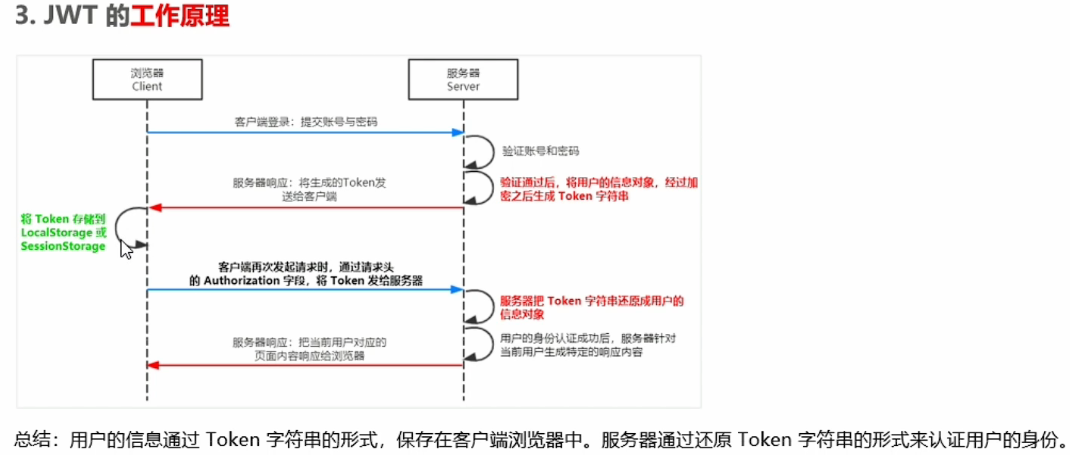 3. JWT 的工作原理
浏览器
Client
服务器
Server
客户端登录：提交账号与密码
验证账号和密码
服务器响应：将生成的Token发
送给客户端
验证通过后，将用户的信息对象，经过加
密之后生成 Token 字符串
将 Token 存储到
LocalStorage 或
SessionStorage
客户端再次发起请求时，通过请求头
的 Authorization 字段，将 Token 发给服务器
服务器把 Token 字符串还原成用户的
信息对象
服务器响应：把当前用户对应的
页面内容响应给浏览器
用户的身份认证成功后，服务器针对
当前用户生成特定的响应内容
总结：用户的信息通过 Token 字符串的形式，保存在客户端浏览器中。服务器通过还原 Token 字符串的形式来认证用户的身份。